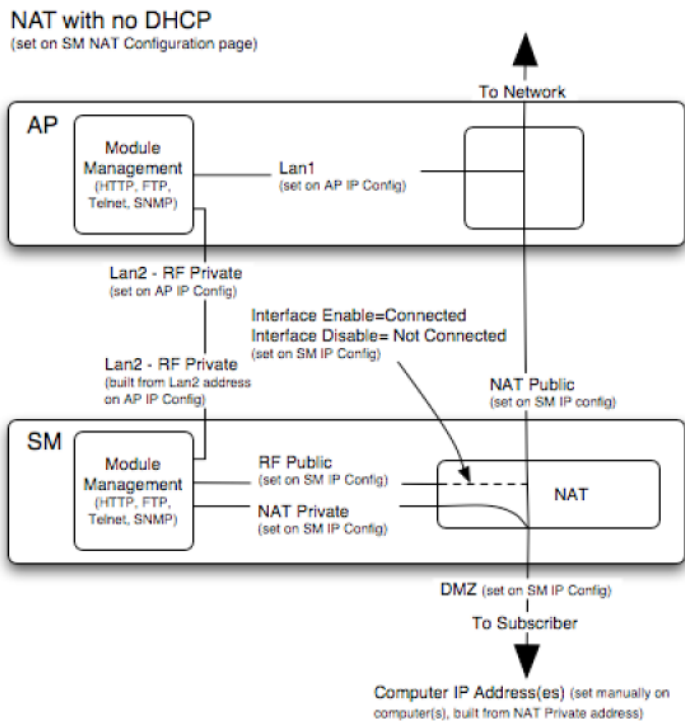 NAT with no DHCP
(set on SM NAT Configuration page)
To Network
AP
Module
Management
(HTTP, FTP,
Telnet, SNMP)
Lan1
(set on AP IP Config)
Lan2 - RF Private
(set on AP IP Config)
Interface Enable=Connected
Interface Disable= Not Connected
(set on SM IP Config)
Lan2 - RF Private
(built from Lan2 address
on AP IP Config)
NAT Public
(set on SM IP config)
SM
Module
Management
(HTTP, FTP,
Telnet, SNMP)
RF Public
(set on SM IP Config)
NAT Private
(set on SM IP Config)
NAT
DMZ (set on SM IP Config)
To Subscriber
Computer IP Address(es) (set manually on
computer(s), built from NAT Private address)